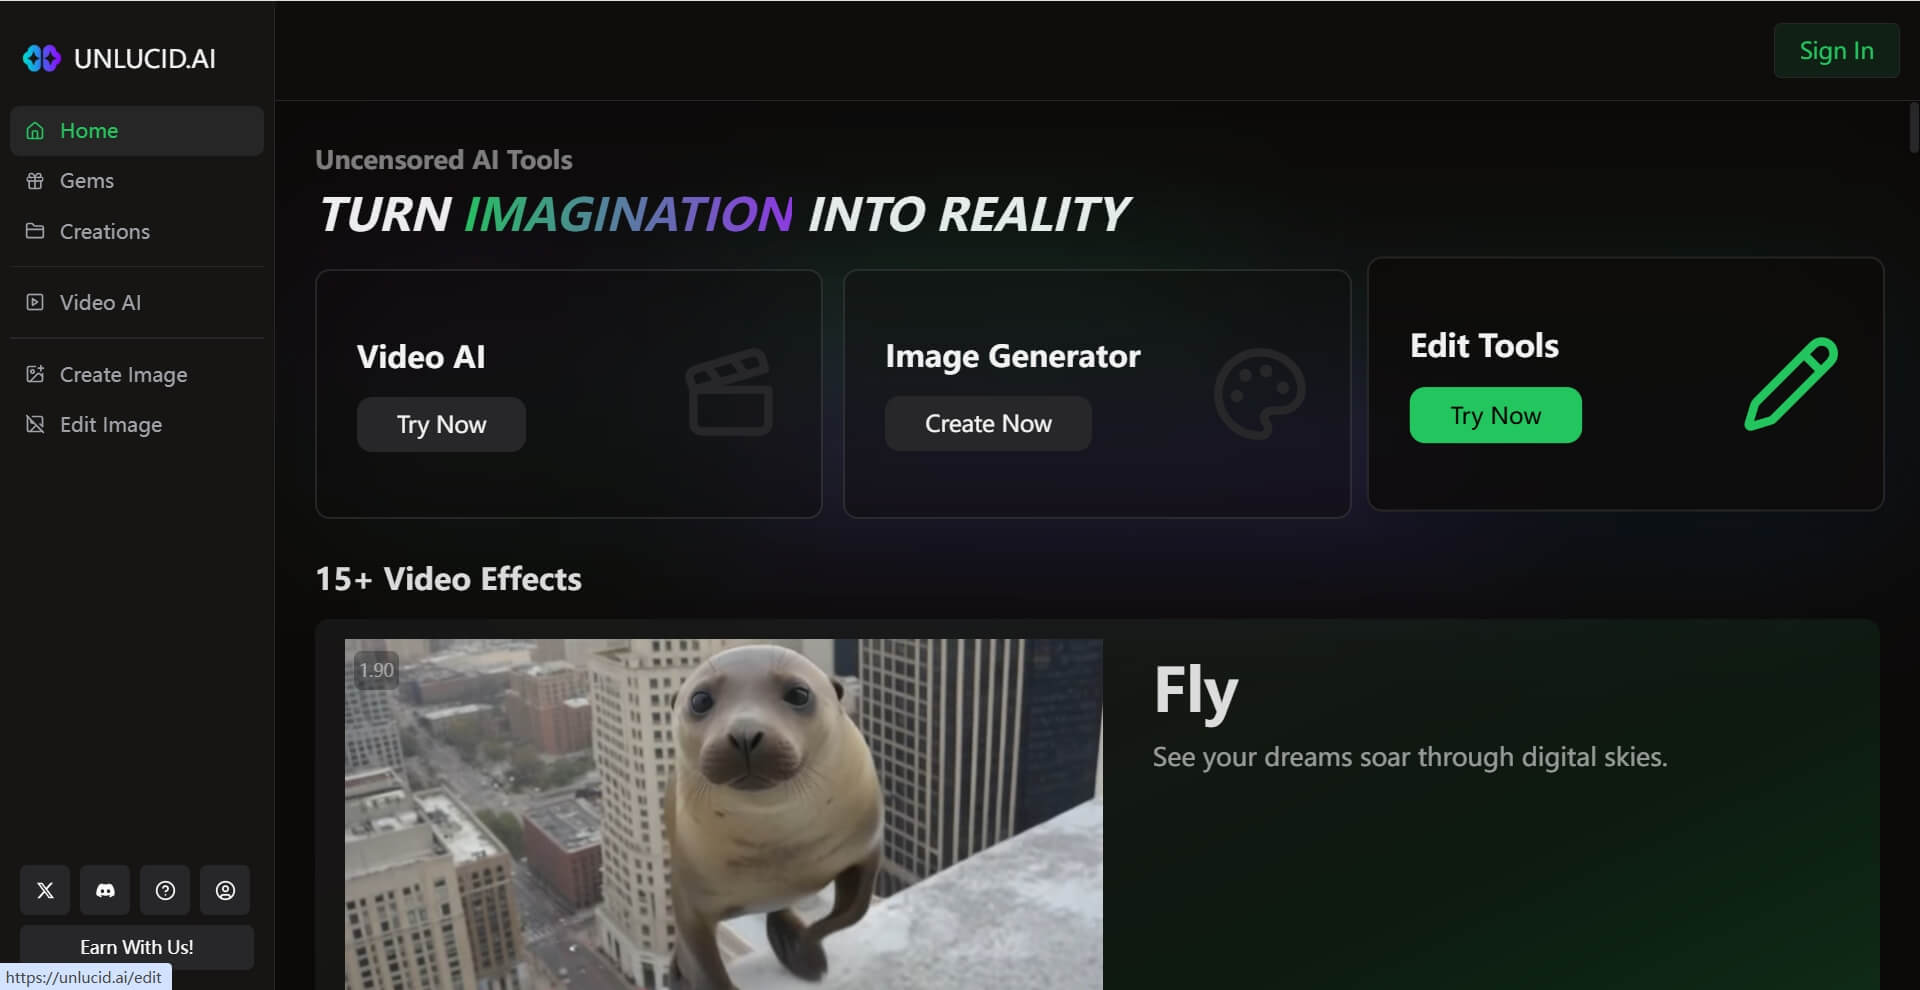 UNLUCID.AI
Sign In
Home
Gems
Creations
Video AI
Create Image
Edit Image
Uncensored AI Tools
TURN IMAGINATION INTO REALITY
Video AI
Try Now
Image Generator
Create Now
Edit Tools
Try Now
15+ Video Effects
1.90
Fly
See your dreams soar through digital skies.
Earn With Us!
https://unlucid.ai/edit